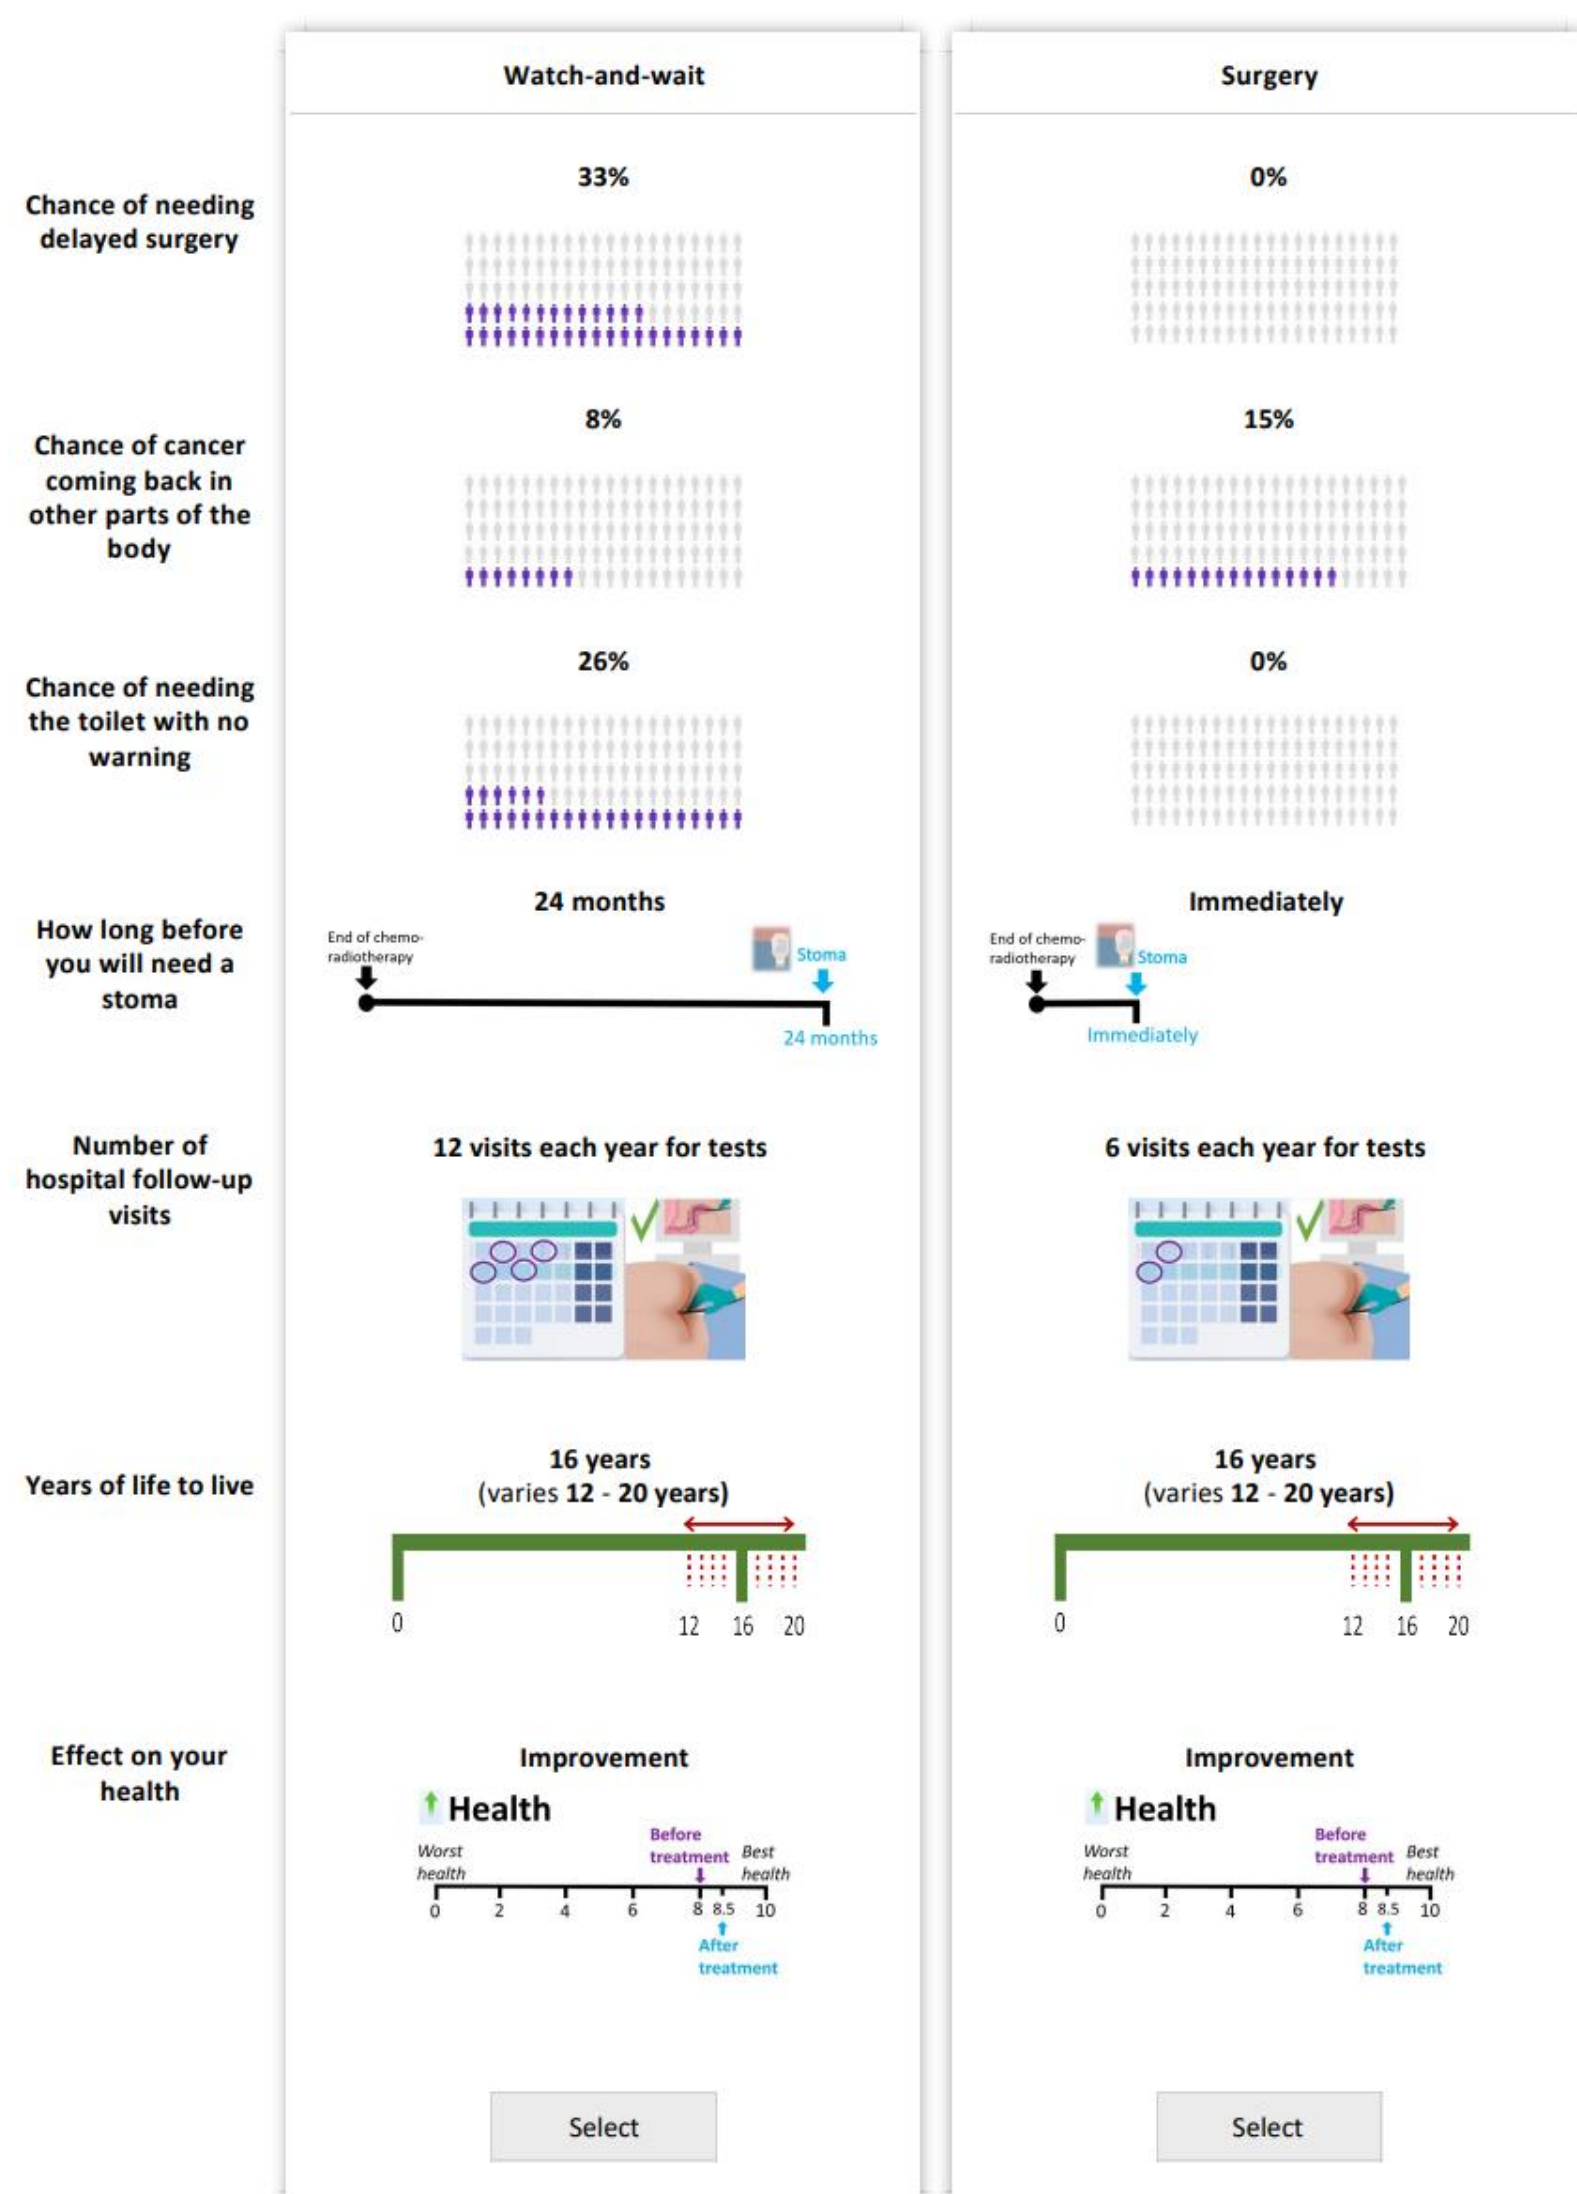 Watch-and-wait
Surgery
Chance of needing
delayed surgery
33%
0%
Chance of cancer
coming back in
other parts of the
body
8%
15%
Chance of needing
the toilet with no
warning
26%
0%
How long before
you will need a
stoma
24 months
End of chemo-
radiotherapy
Stoma
24 months
Immediately
End of chemo-
radiotherapy
Stoma
Immediately
Number of
hospital follow-up
visits
12 visits each year for tests
6 visits each year for tests
Years of life to live
16 years
(varies 12 - 20 years)
0 12 16 20
16 years
(varies 12 - 20 years)
0 12 16 20
Effect on your
health
Improvement
Health
Before
treatment
Worst
health
Best
health
0 2 4 6 8 8.5 10
After
treatment
Improvement
Health
Before
treatment
Worst
health
Best
health
0 2 4 6 8 8.5 10
After
treatment
Select
Select